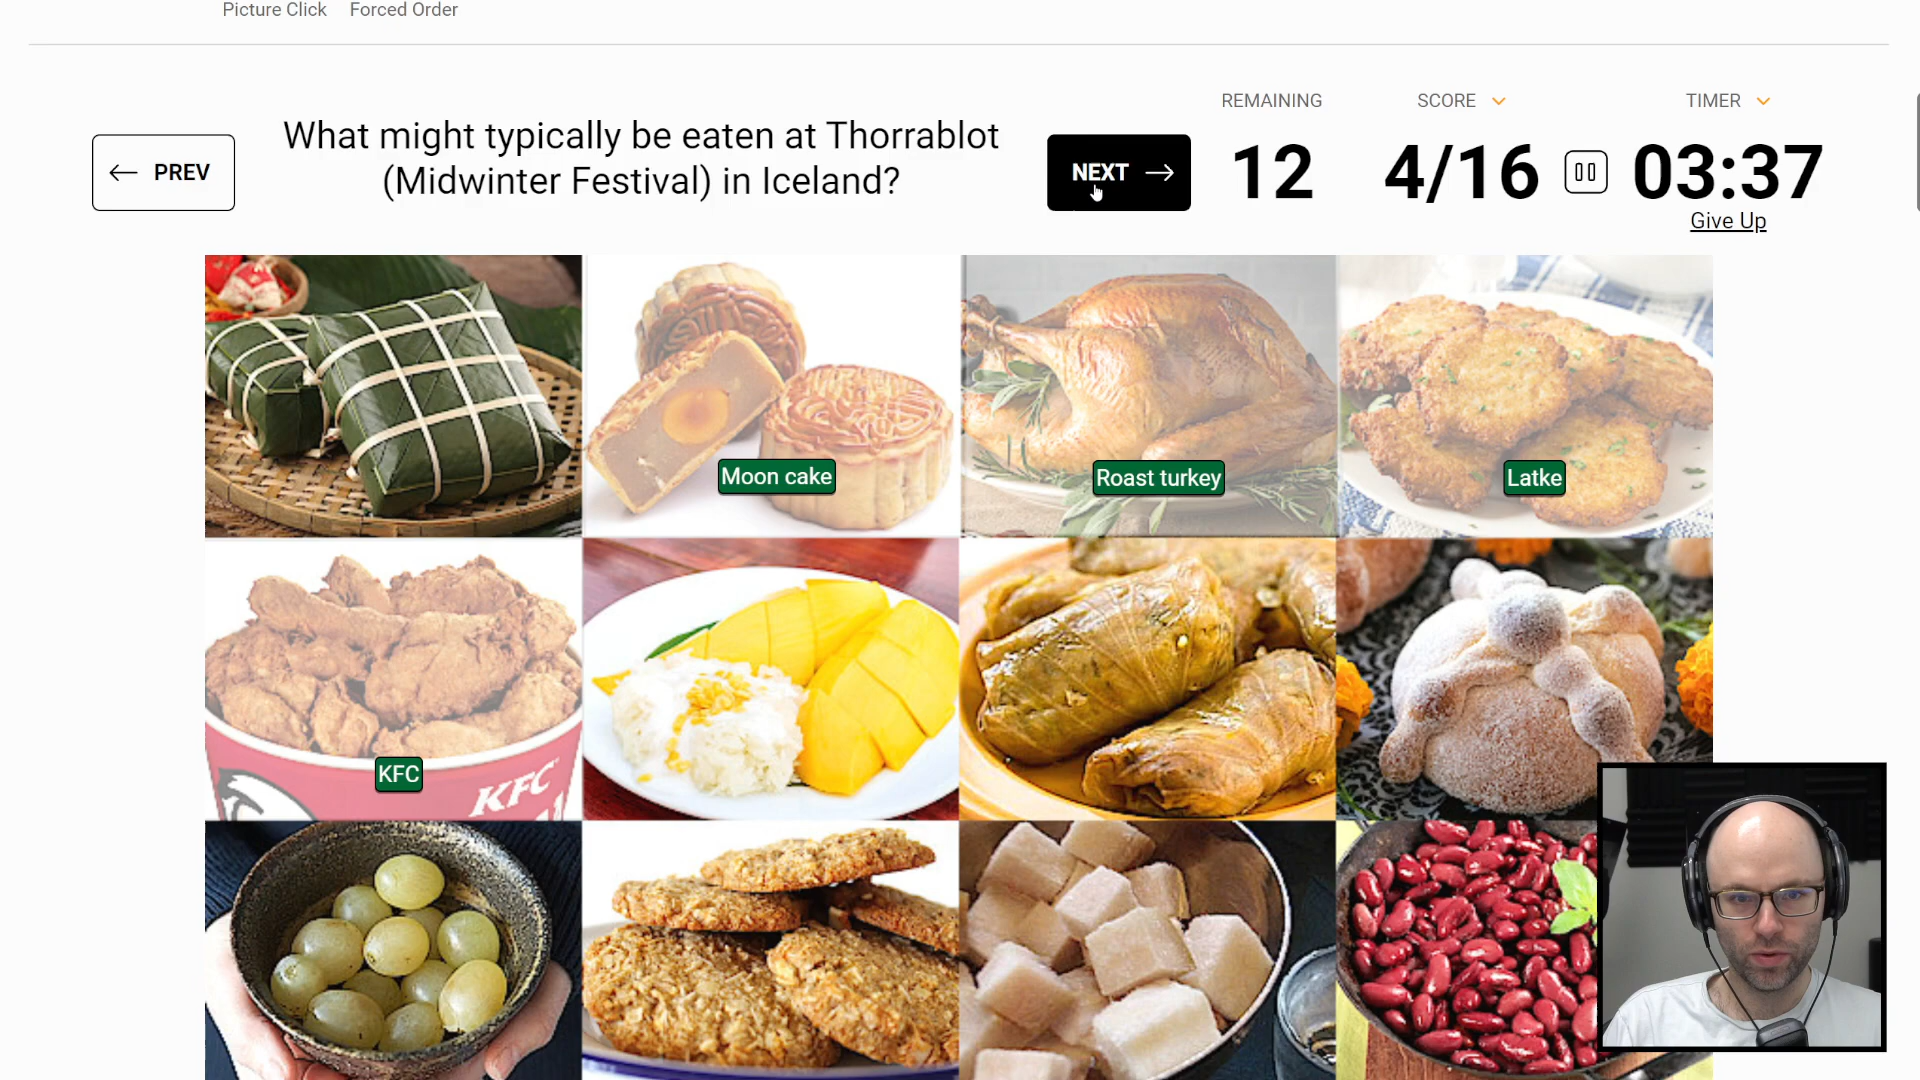 Picture Click Forced Order
PREV
What might typically be eaten at Thorrablot
(Midwinter Festival) in Iceland?
NEXT
REMAINING
12
SCORE
4/16
TIMER
03:37
Give Up
Moon cake
Roast turkey
Latke
KFC
KFC